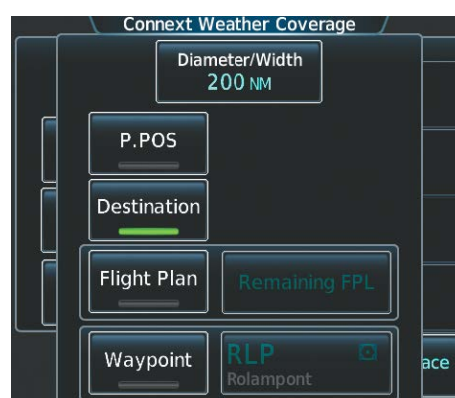 Connext Weather Coverage
Diameter/Width
200 NM
P.POS
Destination
Flight Plan
Remaining FPL
Waypoint
RLP
Rolampont
ace